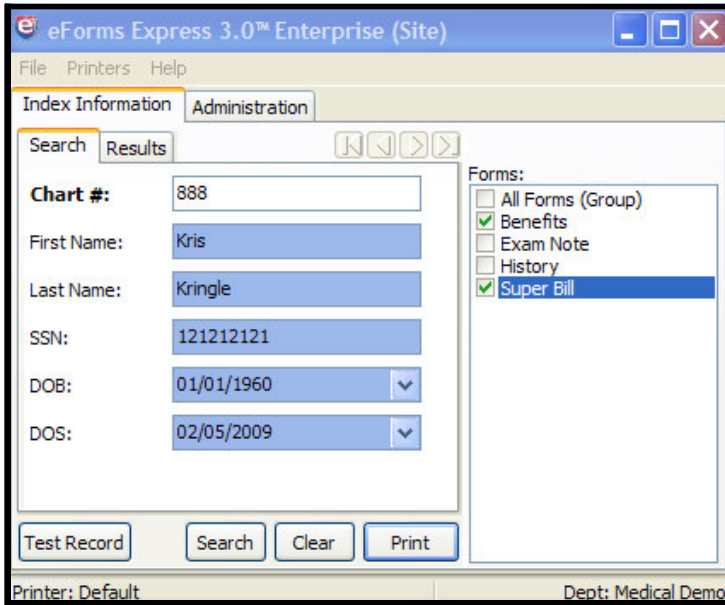 eForms Express 3.0™ Enterprise (Site)
File Printers Help
Index Information Administration
Search Results
Chart #: 888
First Name: Kris
Last Name: Kringle
SSN: 121212121
DOB: 01/01/1960
DOS: 02/05/2009
Forms:
All Forms (Group)
Benefits
Exam Note
History
Super Bill
Test Record Search Clear Print
Printer: Default Dept: Medical Demo